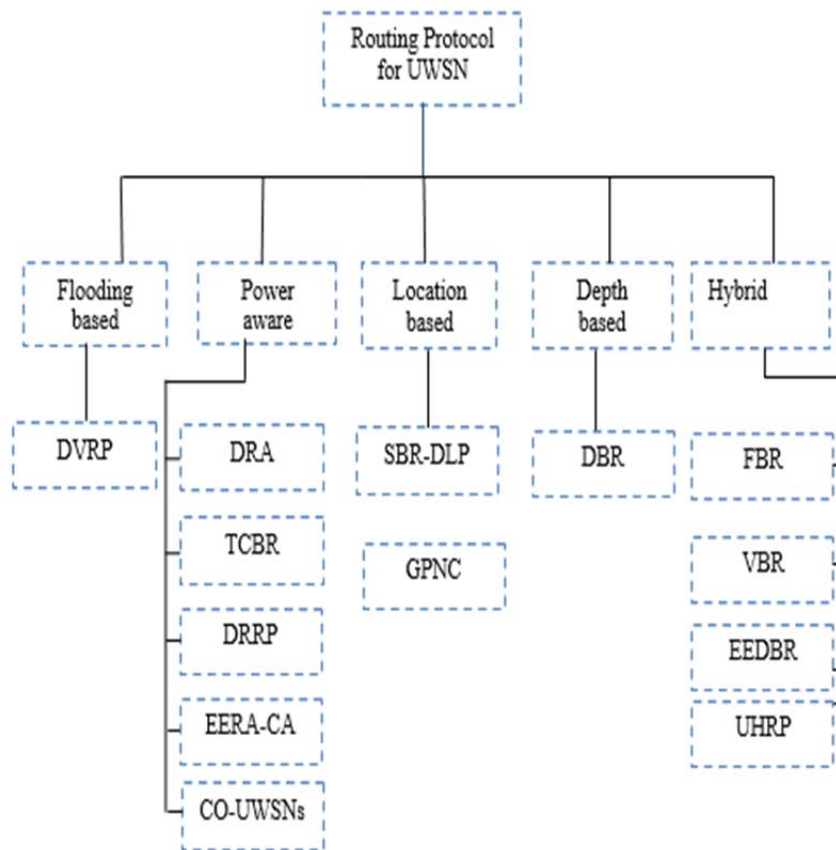 Routing Protocol
for UWSN
Flooding
based
Power
aware
Location
based
Depth
based
Hybrid
DVRP
DRA
SBR-DLP
DBR
FBR
TCBR
GPNC
VBR
DRRP
EEDBR
EERA-CA
UHRP
CO-UWSNs